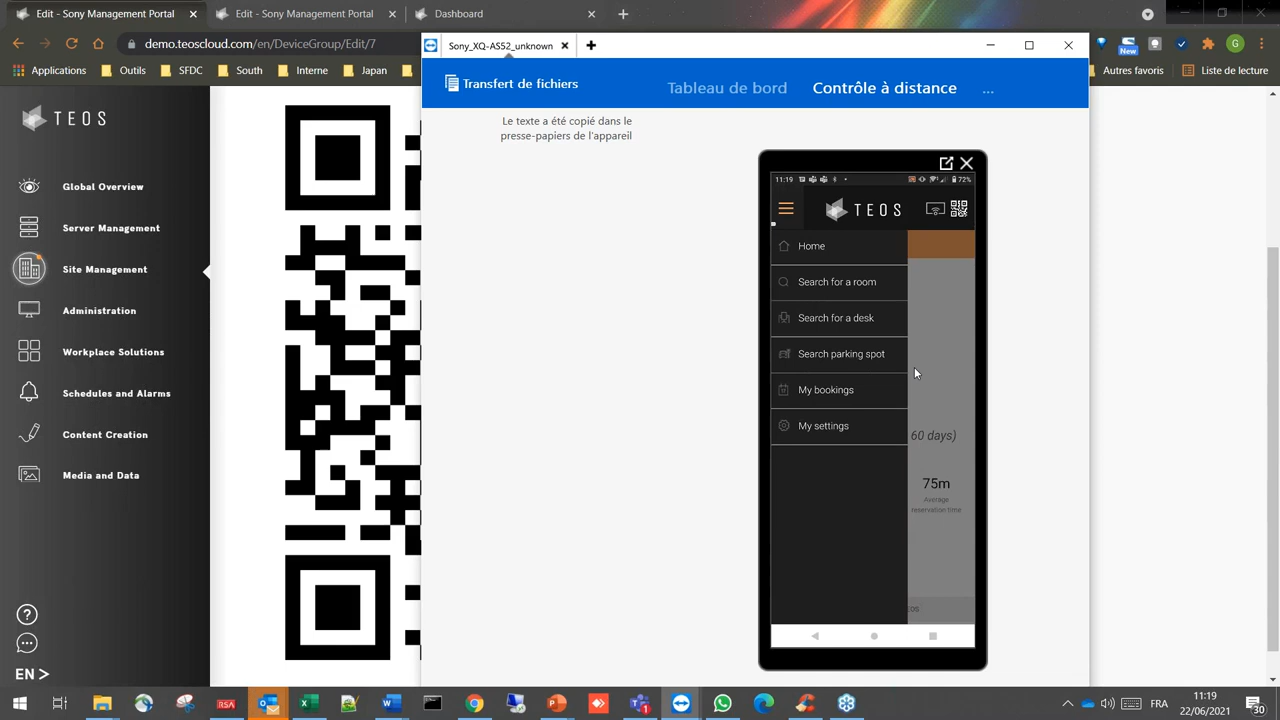 Edit - TEOS - Management Portal
Edit - TEOS - Management Portal
Dashboard
demo.teoscloud.com/en/DeviceGroup/Edit/7
Applications
Outils
SFDC
South
Interne
Japan
New
G
Autres favoris
Liste de lectu
Sony_XQ-AS52_unknown
Transfert de fichiers
Tableau de bord
Contrôle à distance
...
Le texte a été copié dans le
presse-papiers de l'appareil
TEOS
Global Overview
Server Management
Site Management
Administration
Workplace Solutions
Schedules and Alarms
Content Creation
Media and Data
EN >
11:19
72%
TEOS
Home
Search for a room
Search for a desk
Search parking spot
My bookings
My settings
60 days)
75m
Average
reservation time
RSA
FRA
11:19
22/06/2021
30